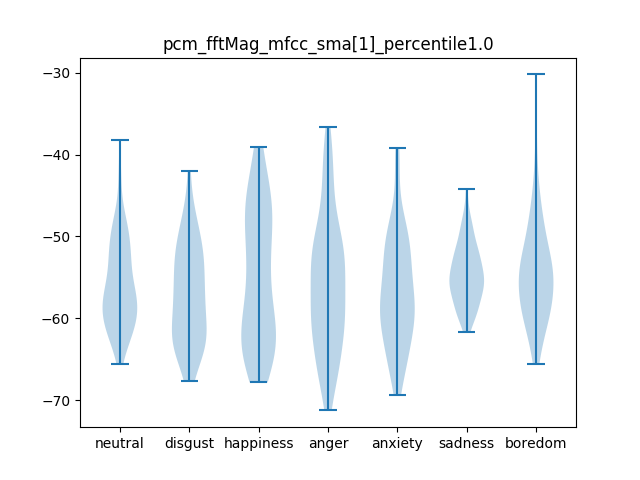 pcm_fftMag_mfcc_sma[1]_percentile1.0
−30
−40
−50
−60
−70
neutral disgust happiness anger anxiety sadness boredom